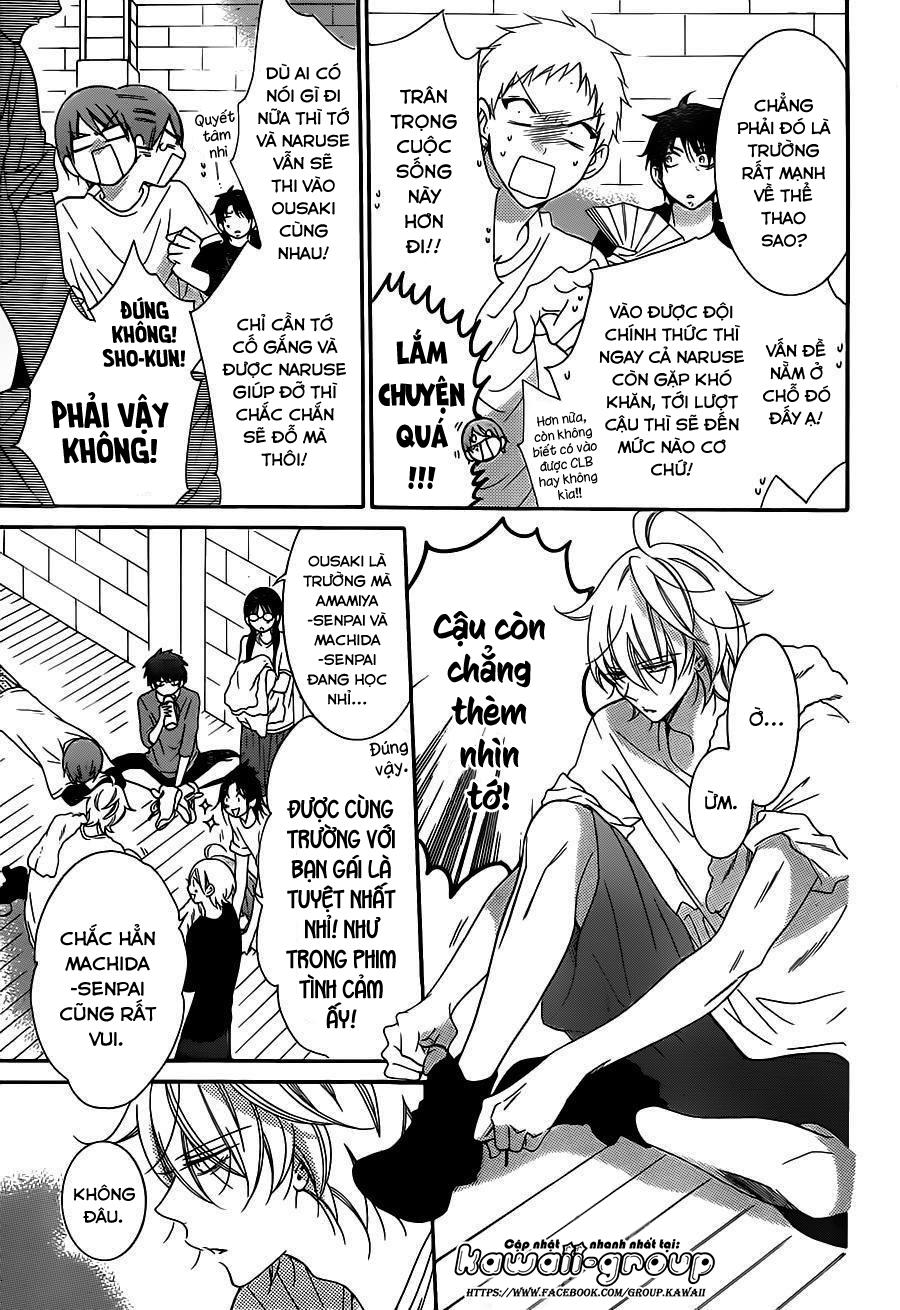 CHẲNG
PHẢI ĐÓ LÀ
TRƯỜNG
RẤT MẠNH
VỀ THỂ
THAO
SAO?
VẤN ĐỀ
NẰM Ở
CHỖ ĐÓ
ĐẤY Ạ!
VÀO ĐƯỢC ĐỘI
CHÍNH THỨC THÌ
NGAY CẢ NARUSE
CÒN GẶP KHÓ
KHĂN, TỚI LƯỢT
CẬU THÌ SẼ ĐẾN
MỨC NÀO CƠ
CHỨ!
Hơn nữa,
còn không
biết có vào
được CLB
hay không
kìa!!
TRÂN
TRỌNG
CUỘC
SỐNG
NÀY
HƠN
ĐI!!
LẮM
CHUYỆN
QUÁ
!!!
DÙ AI CÓ
NÓI GÌ ĐI
NỮA THÌ TỚ
VÀ NARUSE
VẪN SẼ
THI VÀO
OUSAKI
CÙNG
NHAU!
Quyết
tâm
nhỉ
CHỈ CẦN TỚ
CỐ GẮNG VÀ
ĐƯỢC NARUSE
GIÚP ĐỠ THÌ
CHẮC CHẮN
SẼ ĐỖ MÀ
THÔI!
ĐÚNG
KHÔNG!
SHO-KUN!
PHẢI VẬY
KHÔNG!
Ờ...
ỪM.
Cậu còn
chẳng
thèm
nhìn
tớ!
OUSAKI LÀ
TRƯỜNG MÀ
AMAMIYA
-SENPAI VÀ
MACHIDA
-SENPAI
ĐANG HỌC
NHỈ...
Đúng
vậy.
ĐƯỢC CÙNG
TRƯỜNG VỚI
BẠN GÁI LÀ
TUYỆT NHẤT
NHỈ! NHƯ
TRONG PHIM
TÌNH CẢM
ẤY!
CHẮC HẲN
MACHIDA
-SENPAI
CŨNG RẤT
VUI.
KHÔNG
ĐÂU.
Cập nhật nhanh nhất tại:
kawaii-group
HTTPS://WWW.FACEBOOK.COM/GROUP.KAWAII